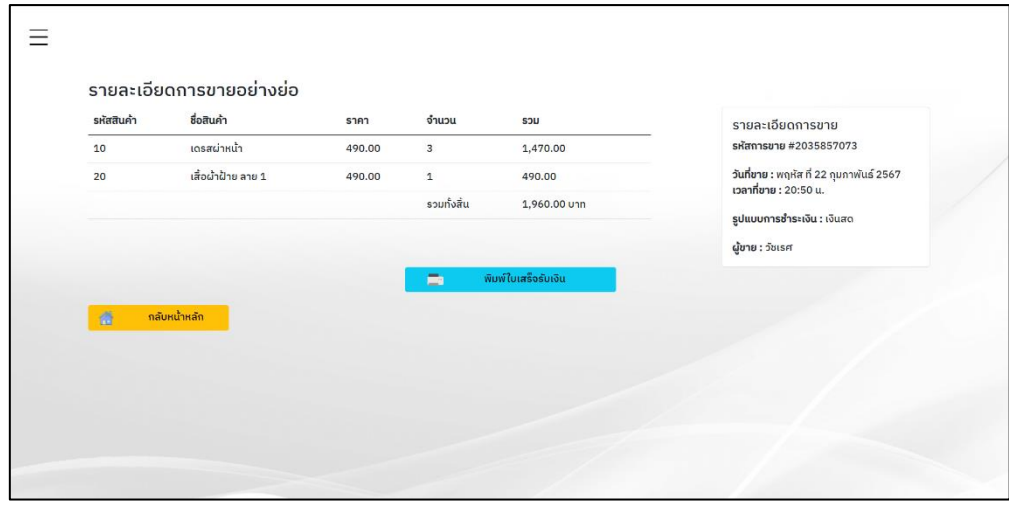 รายละเอียดการขายอย่างย่อ
รหัสสินค้า ชื่อสินค้า ราคา จำนวน รวม
10 เดรสผ่าหน้า 490.00 3 1,470.00
20 เสื้อผ้าฝ้าย ลาย 1 490.00 1 490.00
รวมทั้งสิ้น 1,960.00 บาท
พิมพ์ใบเสร็จรับเงิน
กลับหน้าหลัก
รายละเอียดการขาย
รหัสการขาย #2035857073
วันที่ขาย : พฤหัส ที่ 22 กุมภาพันธ์ 2567
เวลาที่ขาย : 20:50 น.
รูปแบบการชำระเงิน : เงินสด
ผู้ขาย : วัชเรศ